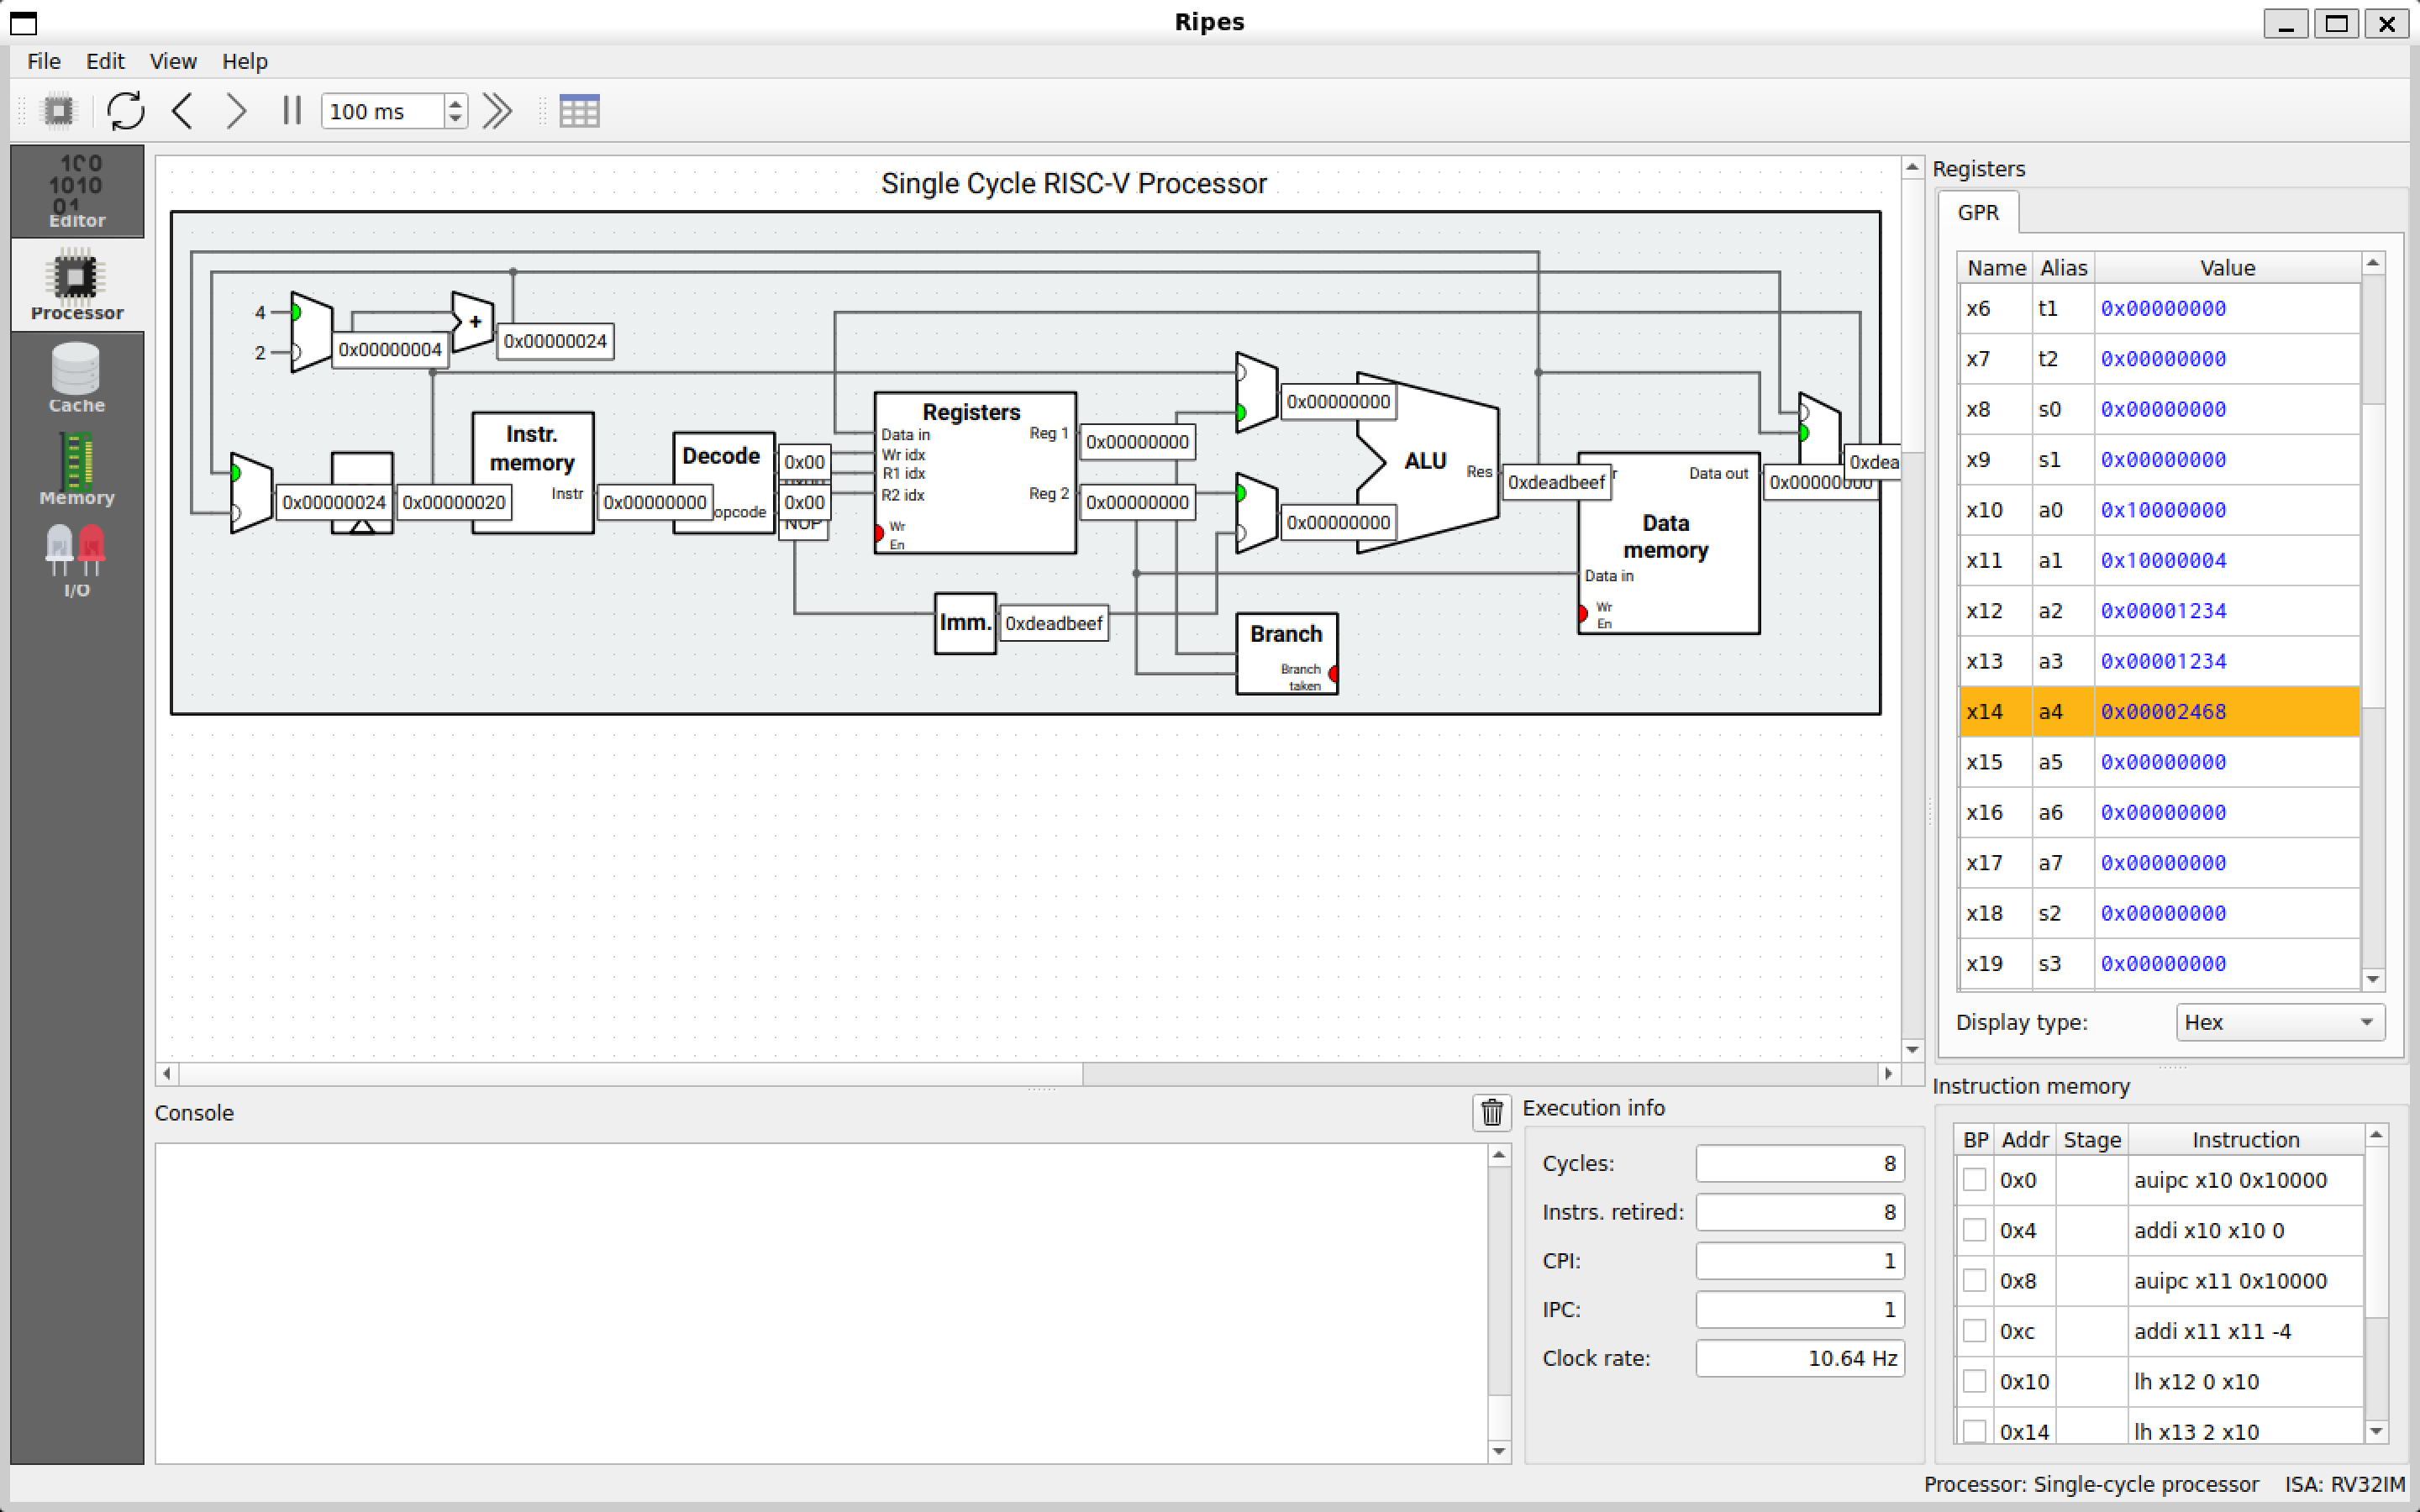 Ripes
File Edit View Help
100 ms
Editor
Processor
Cache
Memory
I/O
Single Cycle RISC-V Processor
4
2
0x00000004
+
0x00000024
0x00000024
0x00000020
Instr. memory
Instr
0x00000000
Decode
opcode
0x00
0x00
NOP
Registers
Data in
Wr idx
R1 idx
R2 idx
Wr En
Reg 1
Reg 2
0x00000000
0x00000000
Imm.
0xdeadbeef
0x00000000
0x00000000
ALU
Res
0xdeadbeef
r
Branch
Branch taken
Data out
Data memory
Data in
Wr En
0x00000000
0xdea
Registers
GPR
Name Alias Value
x6 t1 0x00000000
x7 t2 0x00000000
x8 s0 0x00000000
x9 s1 0x00000000
x10 a0 0x10000000
x11 a1 0x10000004
x12 a2 0x00001234
x13 a3 0x00001234
x14 a4 0x00002468
x15 a5 0x00000000
x16 a6 0x00000000
x17 a7 0x00000000
x18 s2 0x00000000
x19 s3 0x00000000
Display type: Hex
Console
Execution info
Cycles: 8
Instrs. retired: 8
CPI: 1
IPC: 1
Clock rate: 10.64 Hz
Instruction memory
BP Addr Stage Instruction
0x0 auipc x10 0x10000
0x4 addi x10 x10 0
0x8 auipc x11 0x10000
0xc addi x11 x11 -4
0x10 lh x12 0 x10
0x14 lh x13 2 x10
Processor: Single-cycle processor ISA: RV32IM